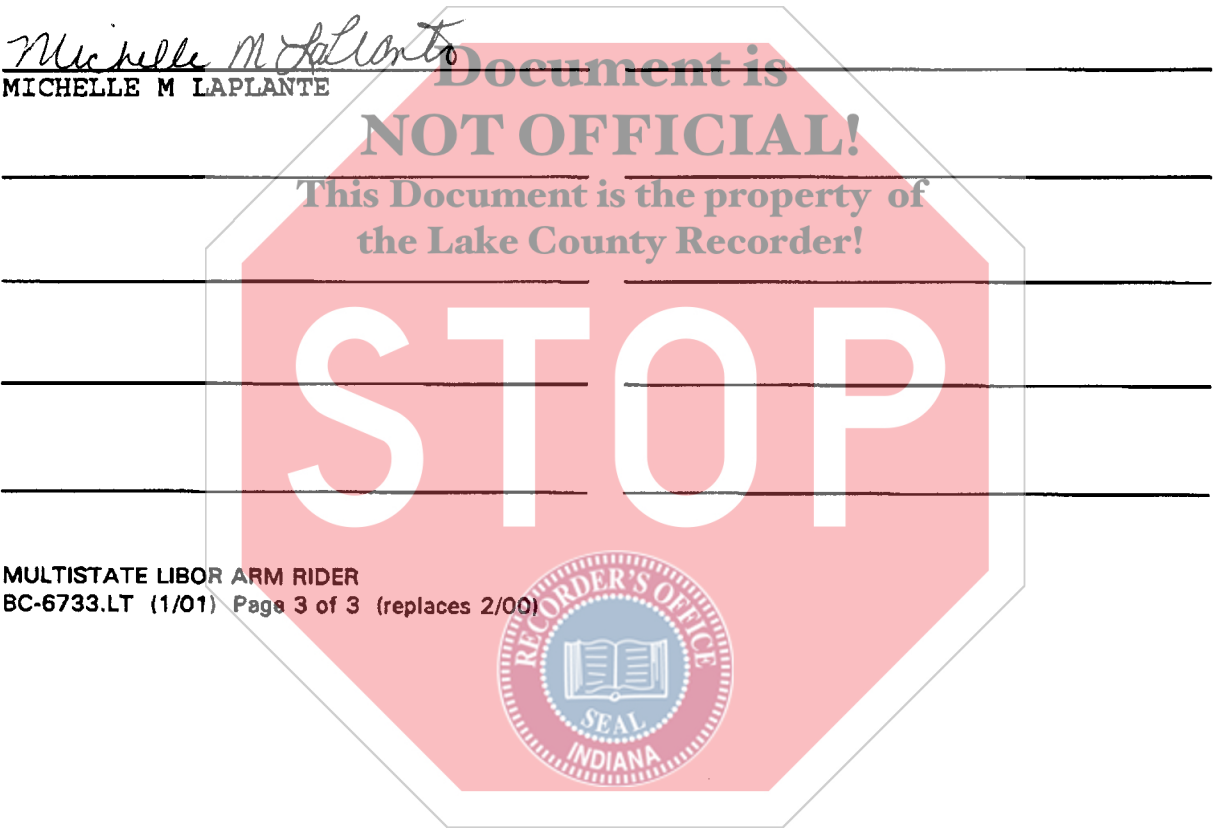 Michelle M LaPlante
MICHELLE M LAPLANTE
Document is
NOT OFFICIAL!
This Document is the property of
the Lake County Recorder!
STOP
MULTISTATE LIBOR ARM RIDER
BC-6733.LT (1/01) Page 3 of 3 (replaces 2/00)
RECORDER'S OFFICE
SEAL
INDIANA